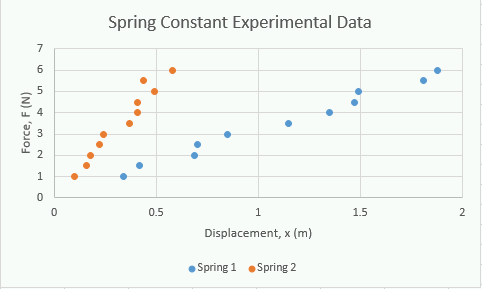 Spring Constant Experimental Data
7
6
5
4
3
2
1
0
Force, F (N)
0 0.5 1 1.5 2
Displacement, x (m)
Spring 1 Spring 2